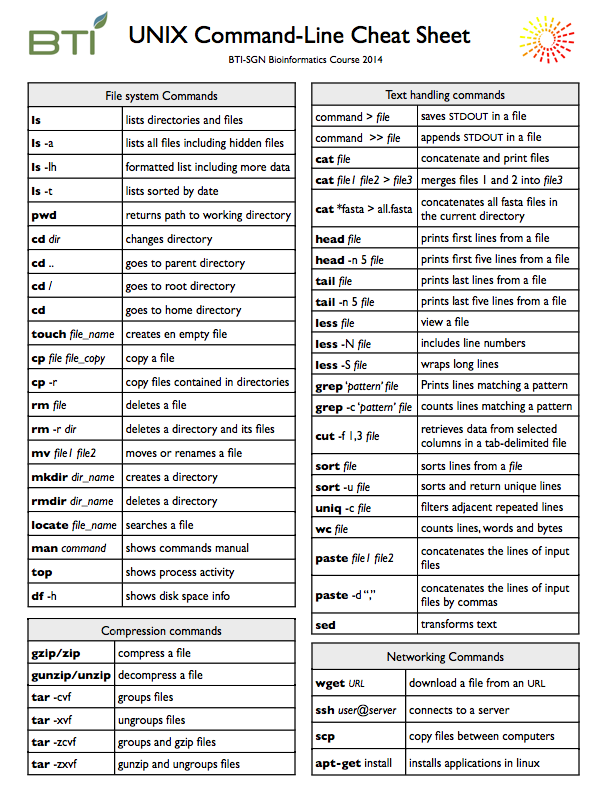 BTI
UNIX Command-Line Cheat Sheet
BTI-SGN Bioinformatics Course 2014
File system Commands
ls lists directories and files
ls -a lists all files including hidden files
ls -lh formatted list including more data
ls -t lists sorted by date
pwd returns path to working directory
cd dir changes directory
cd .. goes to parent directory
cd / goes to root directory
cd goes to home directory
touch file_name creates en empty file
cp file file_copy copy a file
cp -r copy files contained in directories
rm file deletes a file
rm -r dir deletes a directory and its files
mv file1 file2 moves or renames a file
mkdir dir_name creates a directory
rmdir dir_name deletes a directory
locate file_name searches a file
man command shows commands manual
top shows process activity
df -h shows disk space info
Compression commands
gzip/zip compress a file
gunzip/unzip decompress a file
tar -cvf groups files
tar -xvf ungroups files
tar -zcvf groups and gzip files
tar -zxvf gunzip and ungroups files
Text handling commands
command > file saves STDOUT in a file
command >> file appends STDOUT in a file
cat file concatenate and print files
cat file1 file2 > file3 merges files 1 and 2 into file3
cat *fasta > all.fasta concatenates all fasta files in
the current directory
head file prints first lines from a file
head -n 5 file prints first five lines from a file
tail file prints last lines from a file
tail -n 5 file prints last five lines from a file
less file view a file
less -N file includes line numbers
less -S file wraps long lines
grep ‘pattern’ file Prints lines matching a pattern
grep -c ‘pattern’ file counts lines matching a pattern
cut -f 1,3 file retrieves data from selected
columns in a tab-delimited file
sort file sorts lines from a file
sort -u file sorts and return unique lines
uniq -c file filters adjacent repeated lines
wc file counts lines, words and bytes
paste file1 file2 concatenates the lines of input
files
paste -d “,” concatenates the lines of input
files by commas
sed transforms text
Networking Commands
wget URL download a file from an URL
ssh user@server connects to a server
scp copy files between computers
apt-get install installs applications in linux